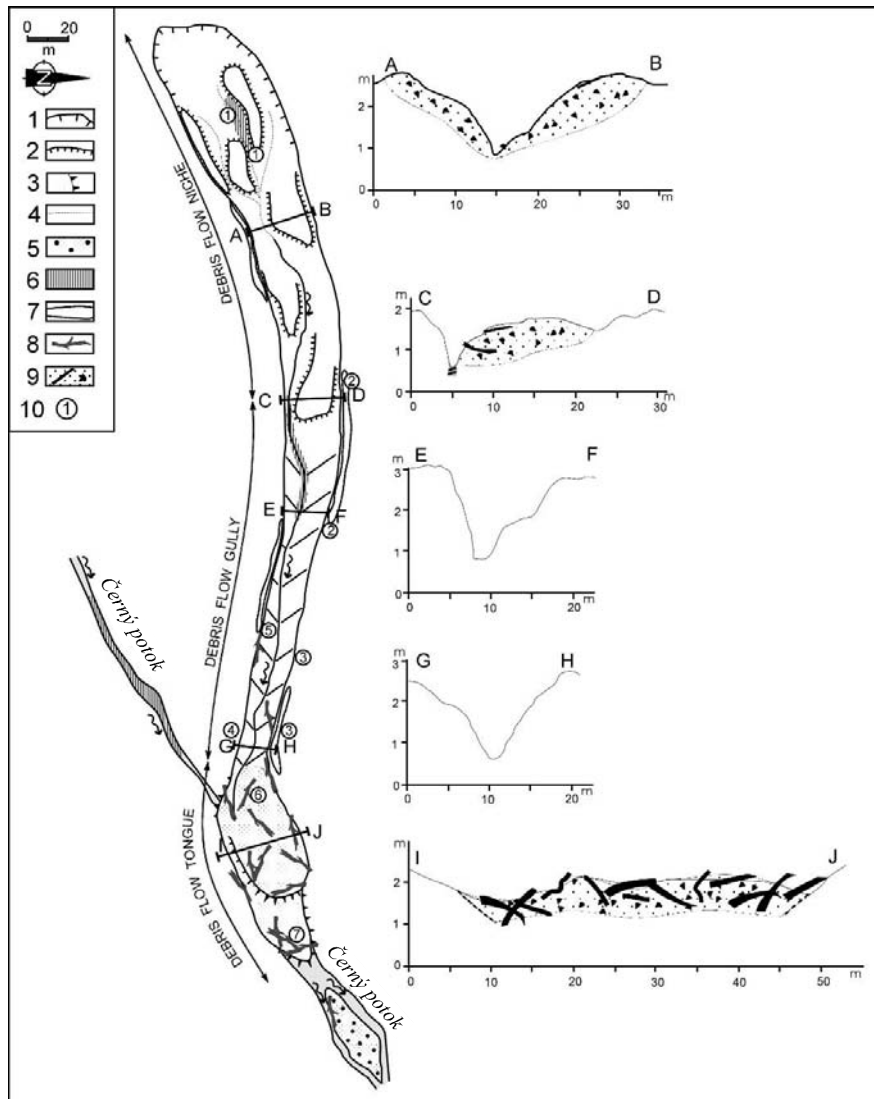 0 20
m
N
1
2
3
4
5
6
7
8
9
10 ①
DEBRIS FLOW NICHE
DEBRIS FLOW GULLY
DEBRIS FLOW TONGUE
Černý potok
Černý potok
①
①
A
B
C
D
②
E
F
②
⑤
③
④
③
G
H
⑥
I
J
⑦
A B
m
2
1
0
0 10 20 30 m
C D
m
2
1
0
0 10 20 30 m
E F
m
3
2
1
0
0 10 20 m
G H
m
3
2
1
0
0 10 20 m
I J
m
2
1
0
0 10 20 30 40 50 m